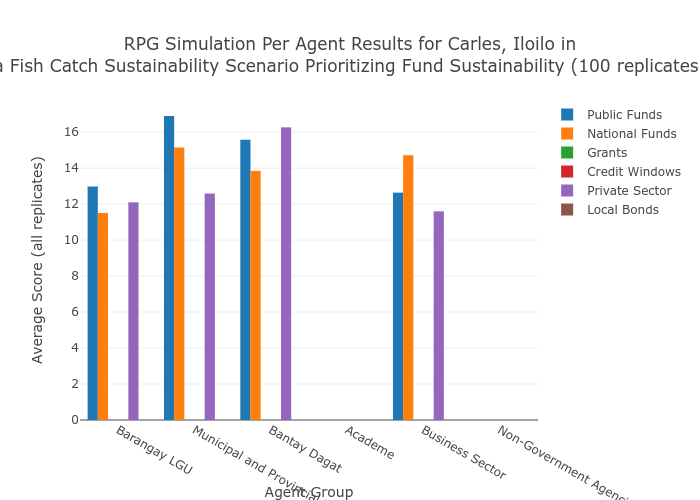 RPG Simulation Per Agent Results for Carles, Iloilo in
a Fish Catch Sustainability Scenario Prioritizing Fund Sustainability (100 replicates
Average Score (all replicates)
16
14
12
10
8
6
4
2
0
Barangay LGU
Municipal and Provincial
Bantay Dagat
Academe
Business Sector
Non-Government Agenci
Agent Group
Public Funds
National Funds
Grants
Credit Windows
Private Sector
Local Bonds